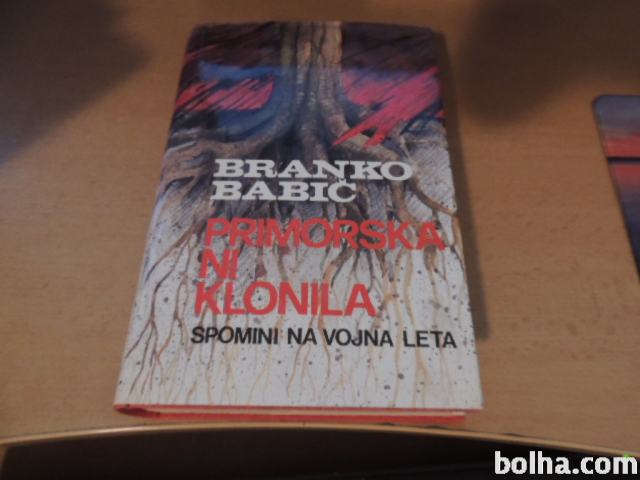 BRANKO
BABIČ
PRIMORSKA
NI
KLONILA
SPOMINI NA VOJNA LETA
bolha.com